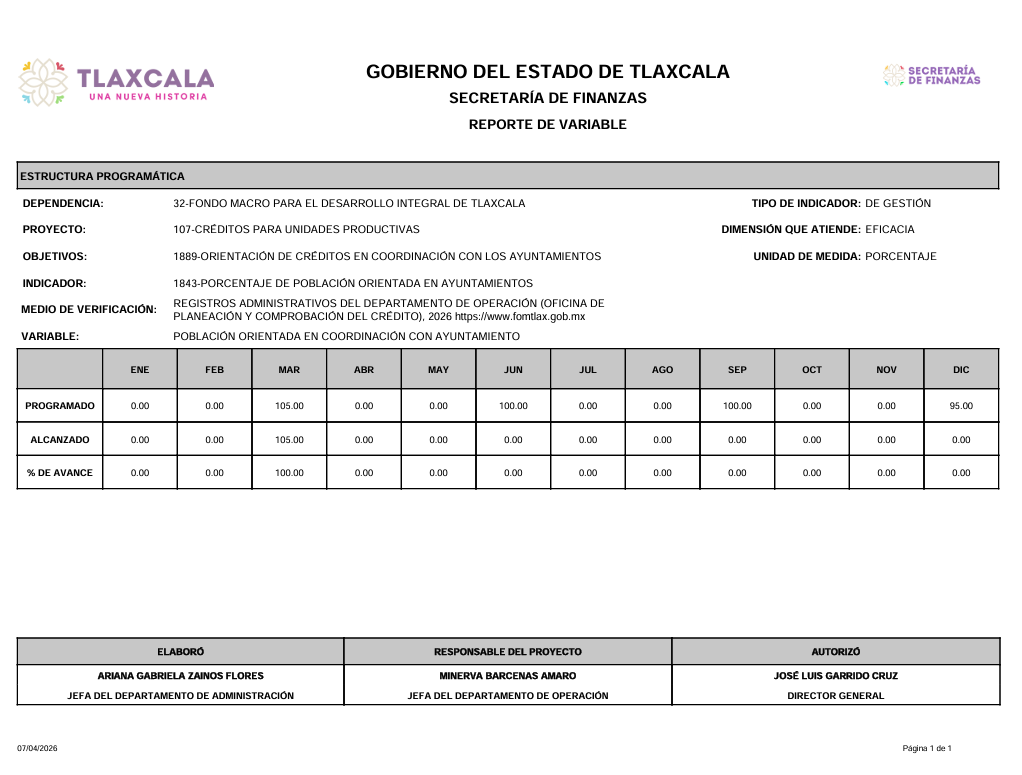 TLAXCALA
UNA NUEVA HISTORIA
GOBIERNO DEL ESTADO DE TLAXCALA
SECRETARÍA DE FINANZAS
REPORTE DE VARIABLE
SECRETARÍA
DE FINANZAS
ESTRUCTURA PROGRAMÁTICA
DEPENDENCIA: 32-FONDO MACRO PARA EL DESARROLLO INTEGRAL DE TLAXCALA TIPO DE INDICADOR: DE GESTIÓN
PROYECTO: 107-CRÉDITOS PARA UNIDADES PRODUCTIVAS DIMENSIÓN QUE ATIENDE: EFICACIA
OBJETIVOS: 1889-ORIENTACIÓN DE CRÉDITOS EN COORDINACIÓN CON LOS AYUNTAMIENTOS UNIDAD DE MEDIDA: PORCENTAJE
INDICADOR: 1843-PORCENTAJE DE POBLACIÓN ORIENTADA EN AYUNTAMIENTOS
MEDIO DE VERIFICACIÓN: REGISTROS ADMINISTRATIVOS DEL DEPARTAMENTO DE OPERACIÓN (OFICINA DE
PLANEACIÓN Y COMPROBACIÓN DEL CRÉDITO), 2026 https://www.fomtlax.gob.mx
VARIABLE: POBLACIÓN ORIENTADA EN COORDINACIÓN CON AYUNTAMIENTO
ENE FEB MAR ABR MAY JUN JUL AGO SEP OCT NOV DIC
PROGRAMADO 0.00 0.00 105.00 0.00 0.00 100.00 0.00 0.00 100.00 0.00 0.00 95.00
ALCANZADO 0.00 0.00 105.00 0.00 0.00 0.00 0.00 0.00 0.00 0.00 0.00 0.00
% DE AVANCE 0.00 0.00 100.00 0.00 0.00 0.00 0.00 0.00 0.00 0.00 0.00 0.00
ELABORÓ RESPONSABLE DEL PROYECTO AUTORIZÓ
ARIANA GABRIELA ZAINOS FLORES MINERVA BARCENAS AMARO JOSÉ LUIS GARRIDO CRUZ
JEFA DEL DEPARTAMENTO DE ADMINISTRACIÓN JEFA DEL DEPARTAMENTO DE OPERACIÓN DIRECTOR GENERAL
07/04/2026 Página 1 de 1